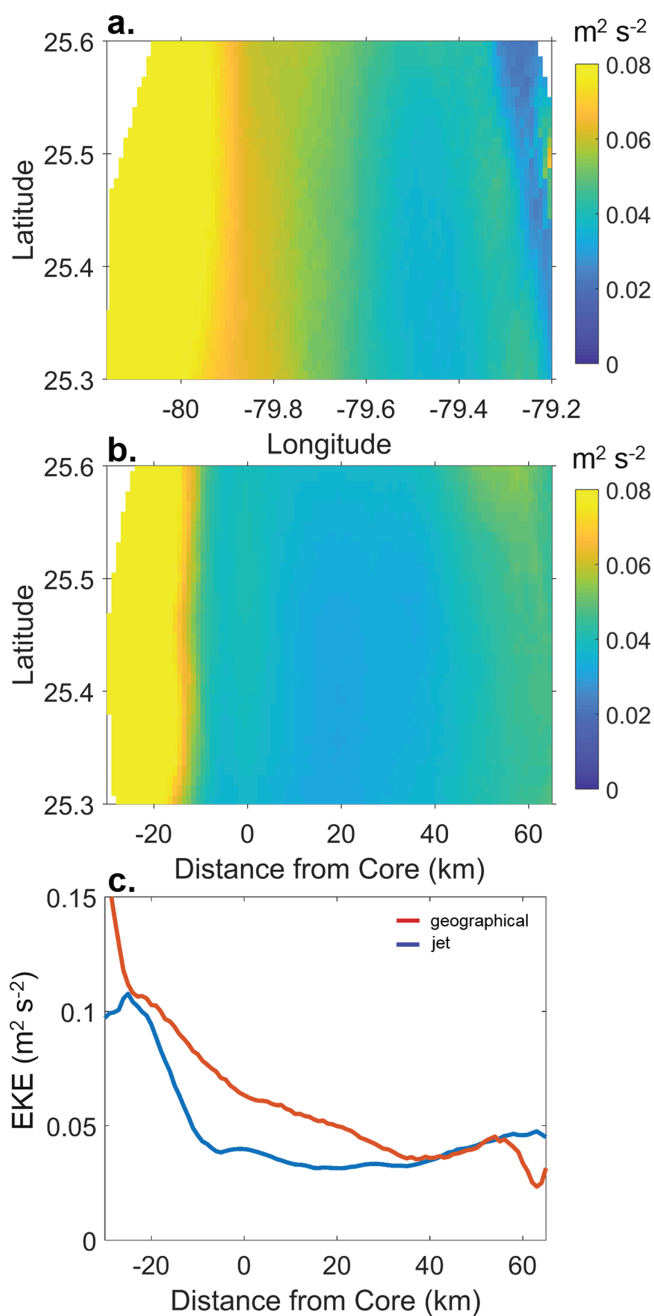 a.
m² s⁻²
25.6
25.5
25.4
25.3
Latitude
-80 -79.8 -79.6 -79.4 -79.2
Longitude
0.08
0.06
0.04
0.02
0
b.
m² s⁻²
25.6
25.5
25.4
25.3
Latitude
-20 0 20 40 60
Distance from Core (km)
0.08
0.06
0.04
0.02
0
c.
0.15
0.1
0.05
0
EKE (m² s⁻²)
geographical
jet
-20 0 20 40 60
Distance from Core (km)